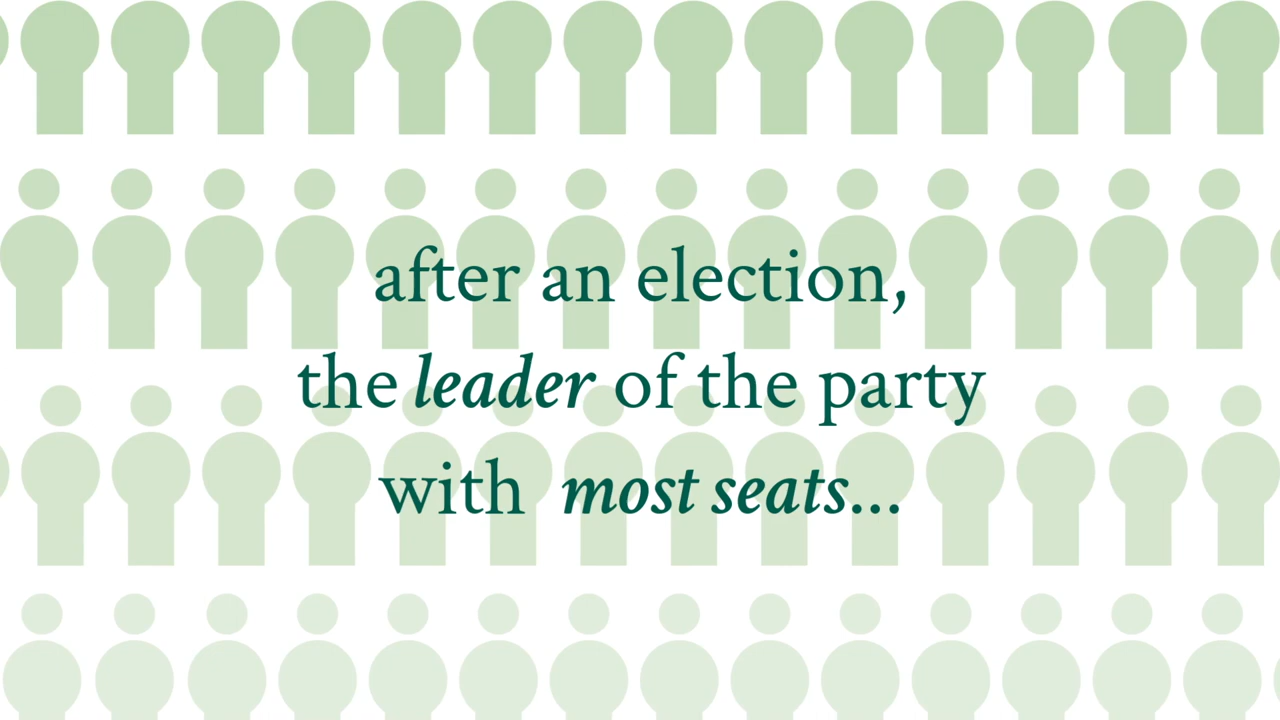 after an election,
the leader of the party
with most seats...